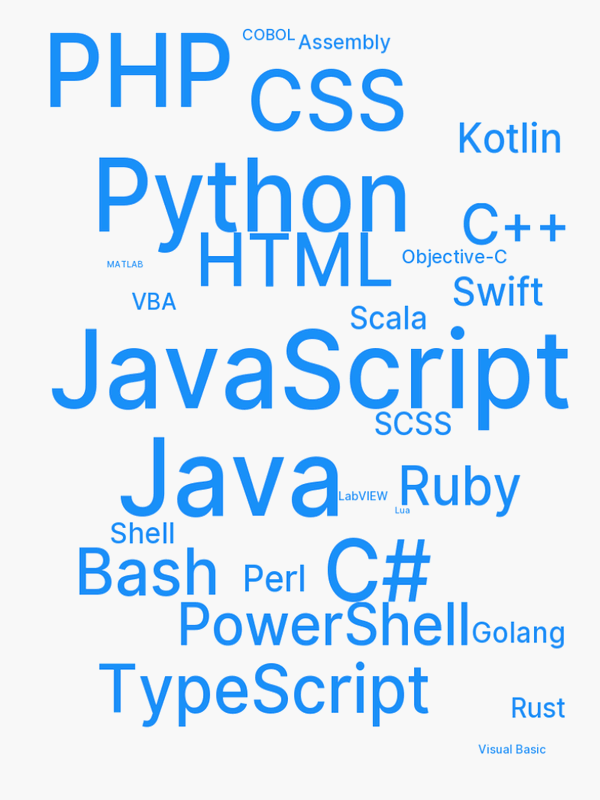 PHP
COBOL
Assembly
CSS
Kotlin
Python
C++
HTML
Objective-C
MATLAB
Swift
VBA
Scala
JavaScript
SCSS
Java
LabVIEW
Ruby
Lua
Shell
Bash
Perl
C#
PowerShell
Golang
TypeScript
Rust
Visual Basic